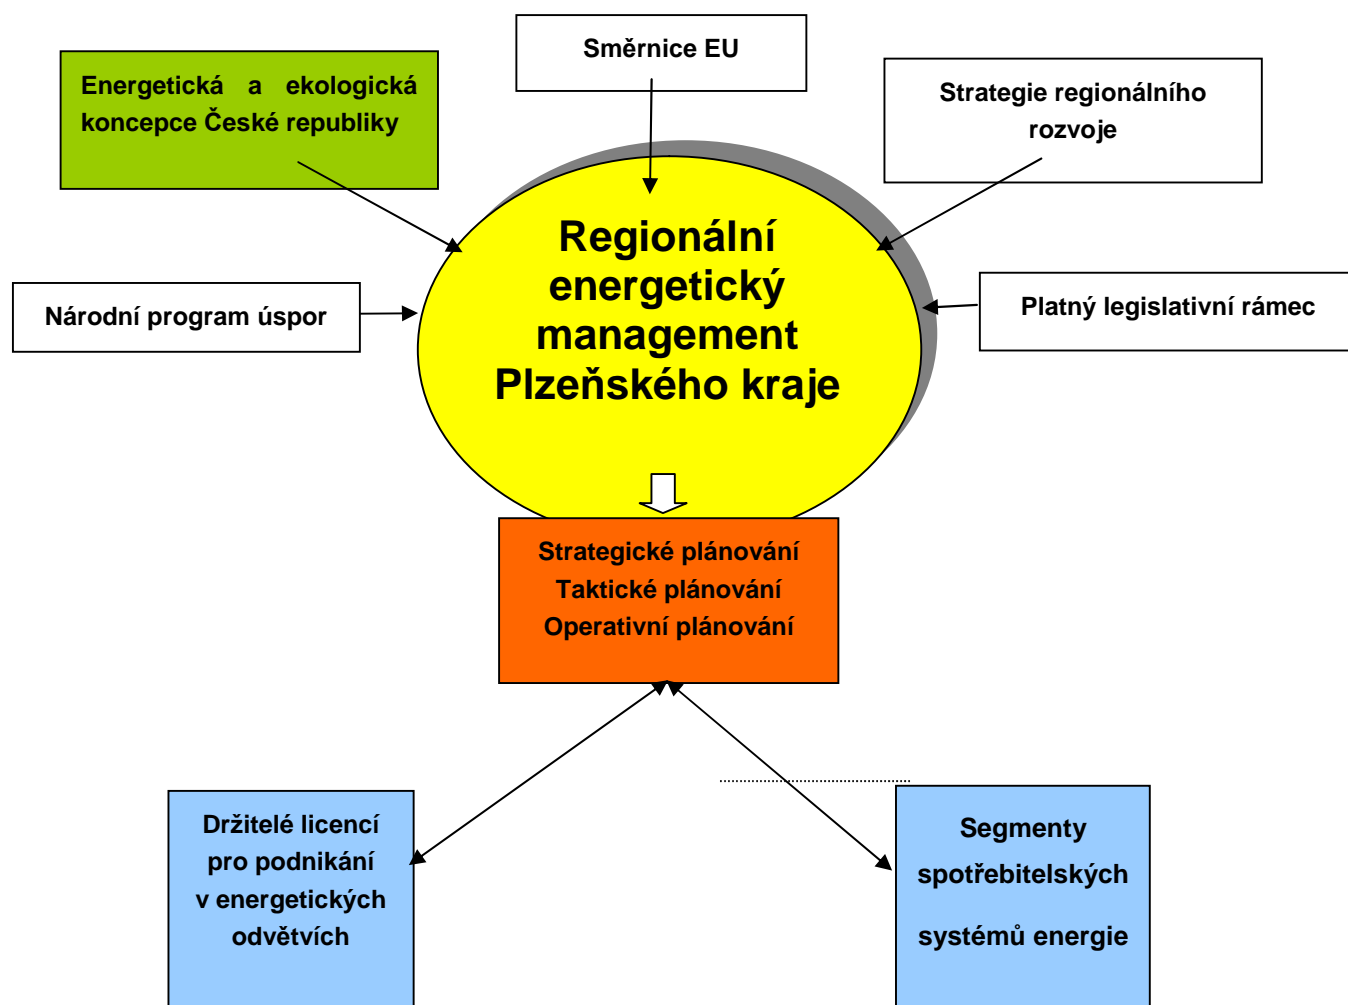 Směrnice EU
Energetická a ekologická
koncepce České republiky
Strategie regionálního
rozvoje
Národní program úspor
Platný legislativní rámec
Regionální
energetický
management
Plzeňského kraje
Strategické plánování
Taktické plánování
Operativní plánování
Držitelé licencí
pro podnikání
v energetických
odvětvích
Segmenty
spotřebitelských
systémů energie